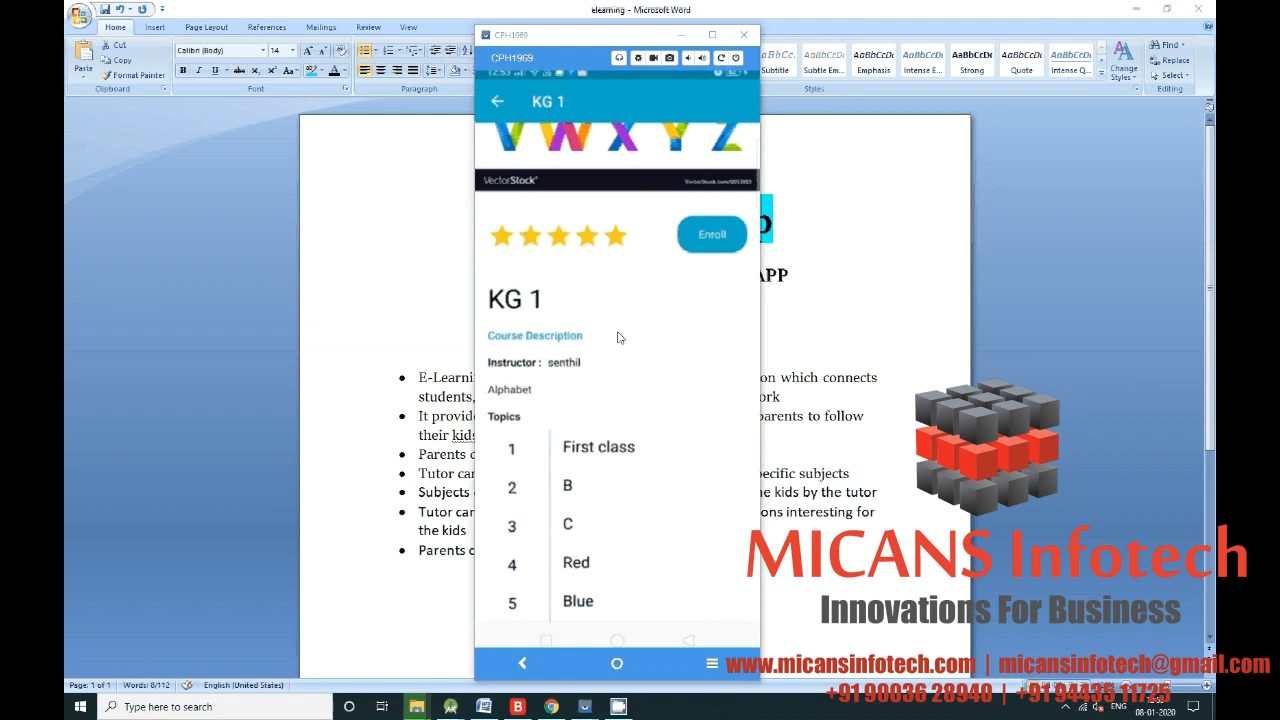 elearning - Microsoft Word
Home Insert Page Layout References Mailings Review View
Paste
Cut
Copy
Format Painter
Clipboard
Calibri (Body) 14
Font
Paragraph
Subtitle Subtle Em... Emphasis Intense E... Strong Quote Intense Q...
Change Styles
Styles
Find
Replace
Select
Editing
CPH1969
CPH1969
12:53
KG 1
V W X Y Z
VectorStock®
Enroll
KG 1
Course Description
Instructor : senthil
Alphabet
Topics
1 First class
2 B
3 C
4 Red
5 Blue
APP
E-Learni on which connects
students, ork
It provid parents to follow
their kids
Parents c
Tutor car pecific subjects
Subjects e kids by the tutor
Tutor car ons interesting for
the kids
Parents c
MICANS Infotech
Innovations For Business
www.micansinfotech.com | micansinfotech@gmail.com
+91 90036 28940 | +91 94435 11725
Page: 1 of 1 Words: 8/112 English (United States)
Type here to search
ENG
08-01-2020